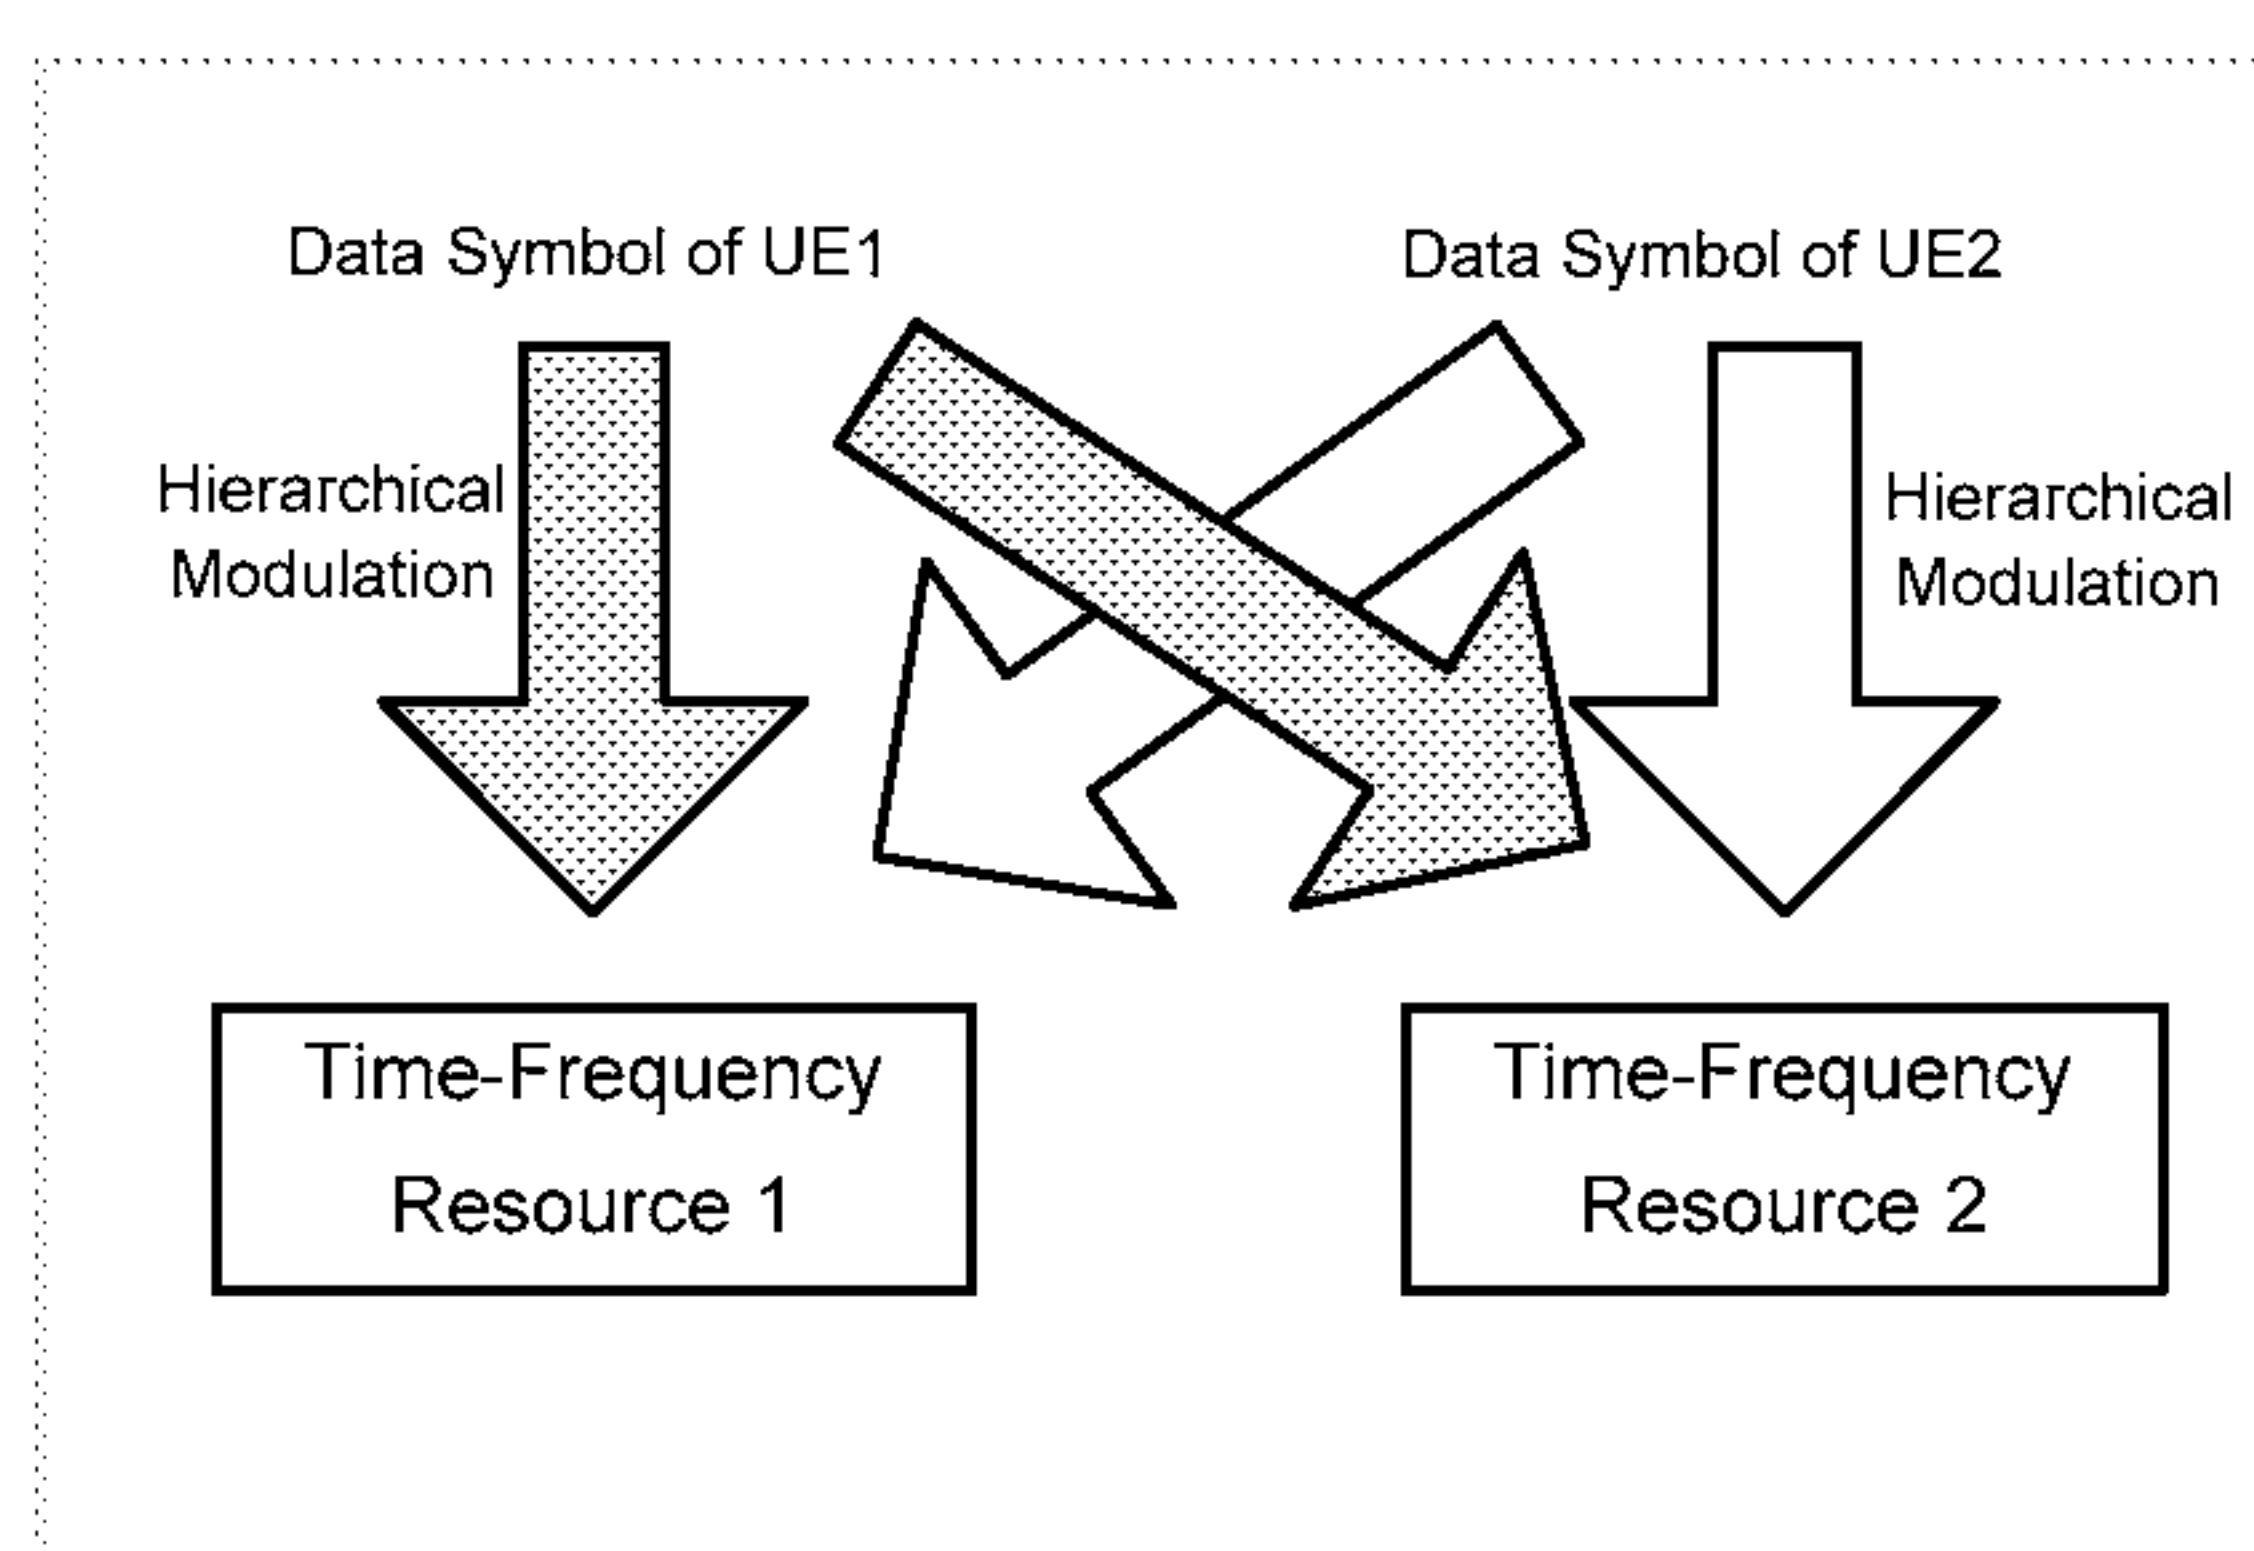 Data Symbol of UE1
Data Symbol of UE2
Hierarchical
Modulation
Hierarchical
Modulation
Time-Frequency
Resource 1
Time-Frequency
Resource 2